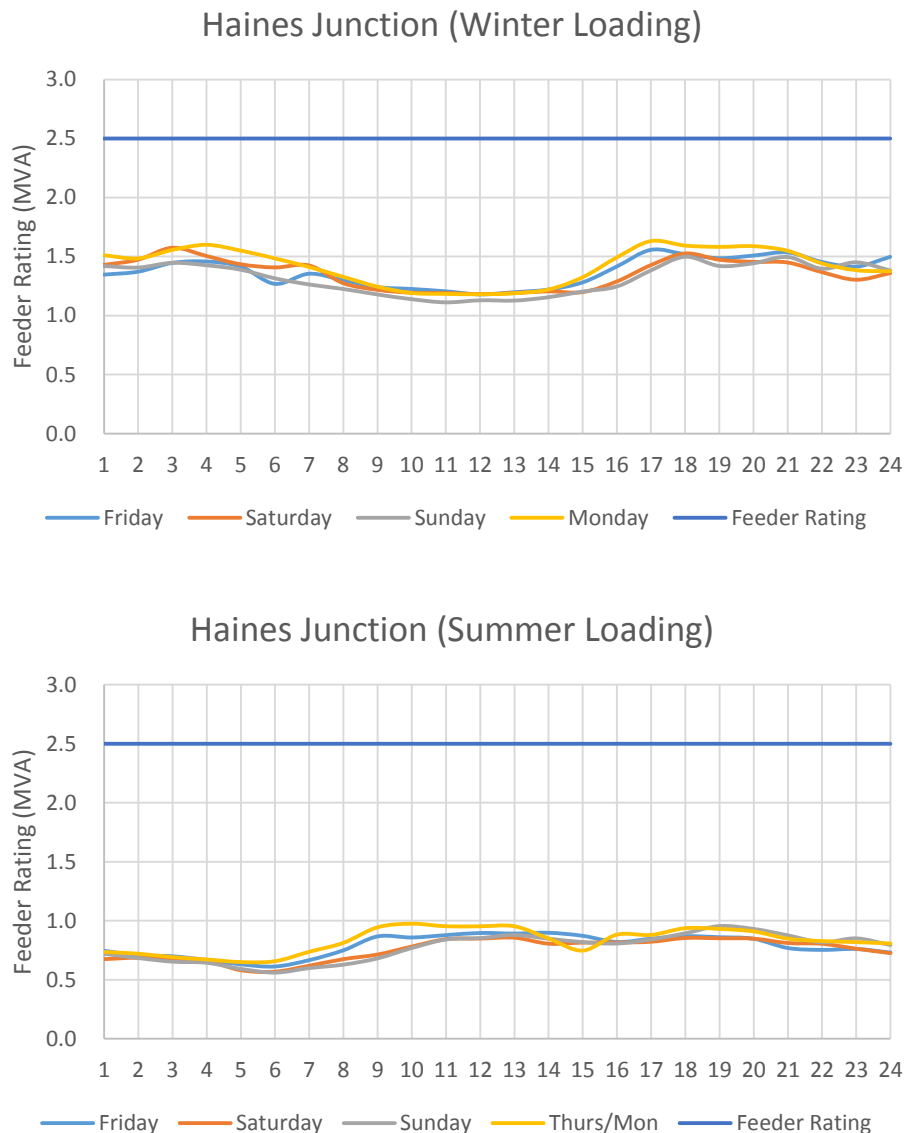 Haines Junction (Winter Loading)
Feeder Rating (MVA)
3.0
2.5
2.0
1.5
1.0
0.5
0.0
1 2 3 4 5 6 7 8 9 10 11 12 13 14 15 16 17 18 19 20 21 22 23 24
Friday Saturday Sunday Monday Feeder Rating
Haines Junction (Summer Loading)
Feeder Rating (MVA)
3.0
2.5
2.0
1.5
1.0
0.5
0.0
1 2 3 4 5 6 7 8 9 10 11 12 13 14 15 16 17 18 19 20 21 22 23 24
Friday Saturday Sunday Thurs/Mon Feeder Rating